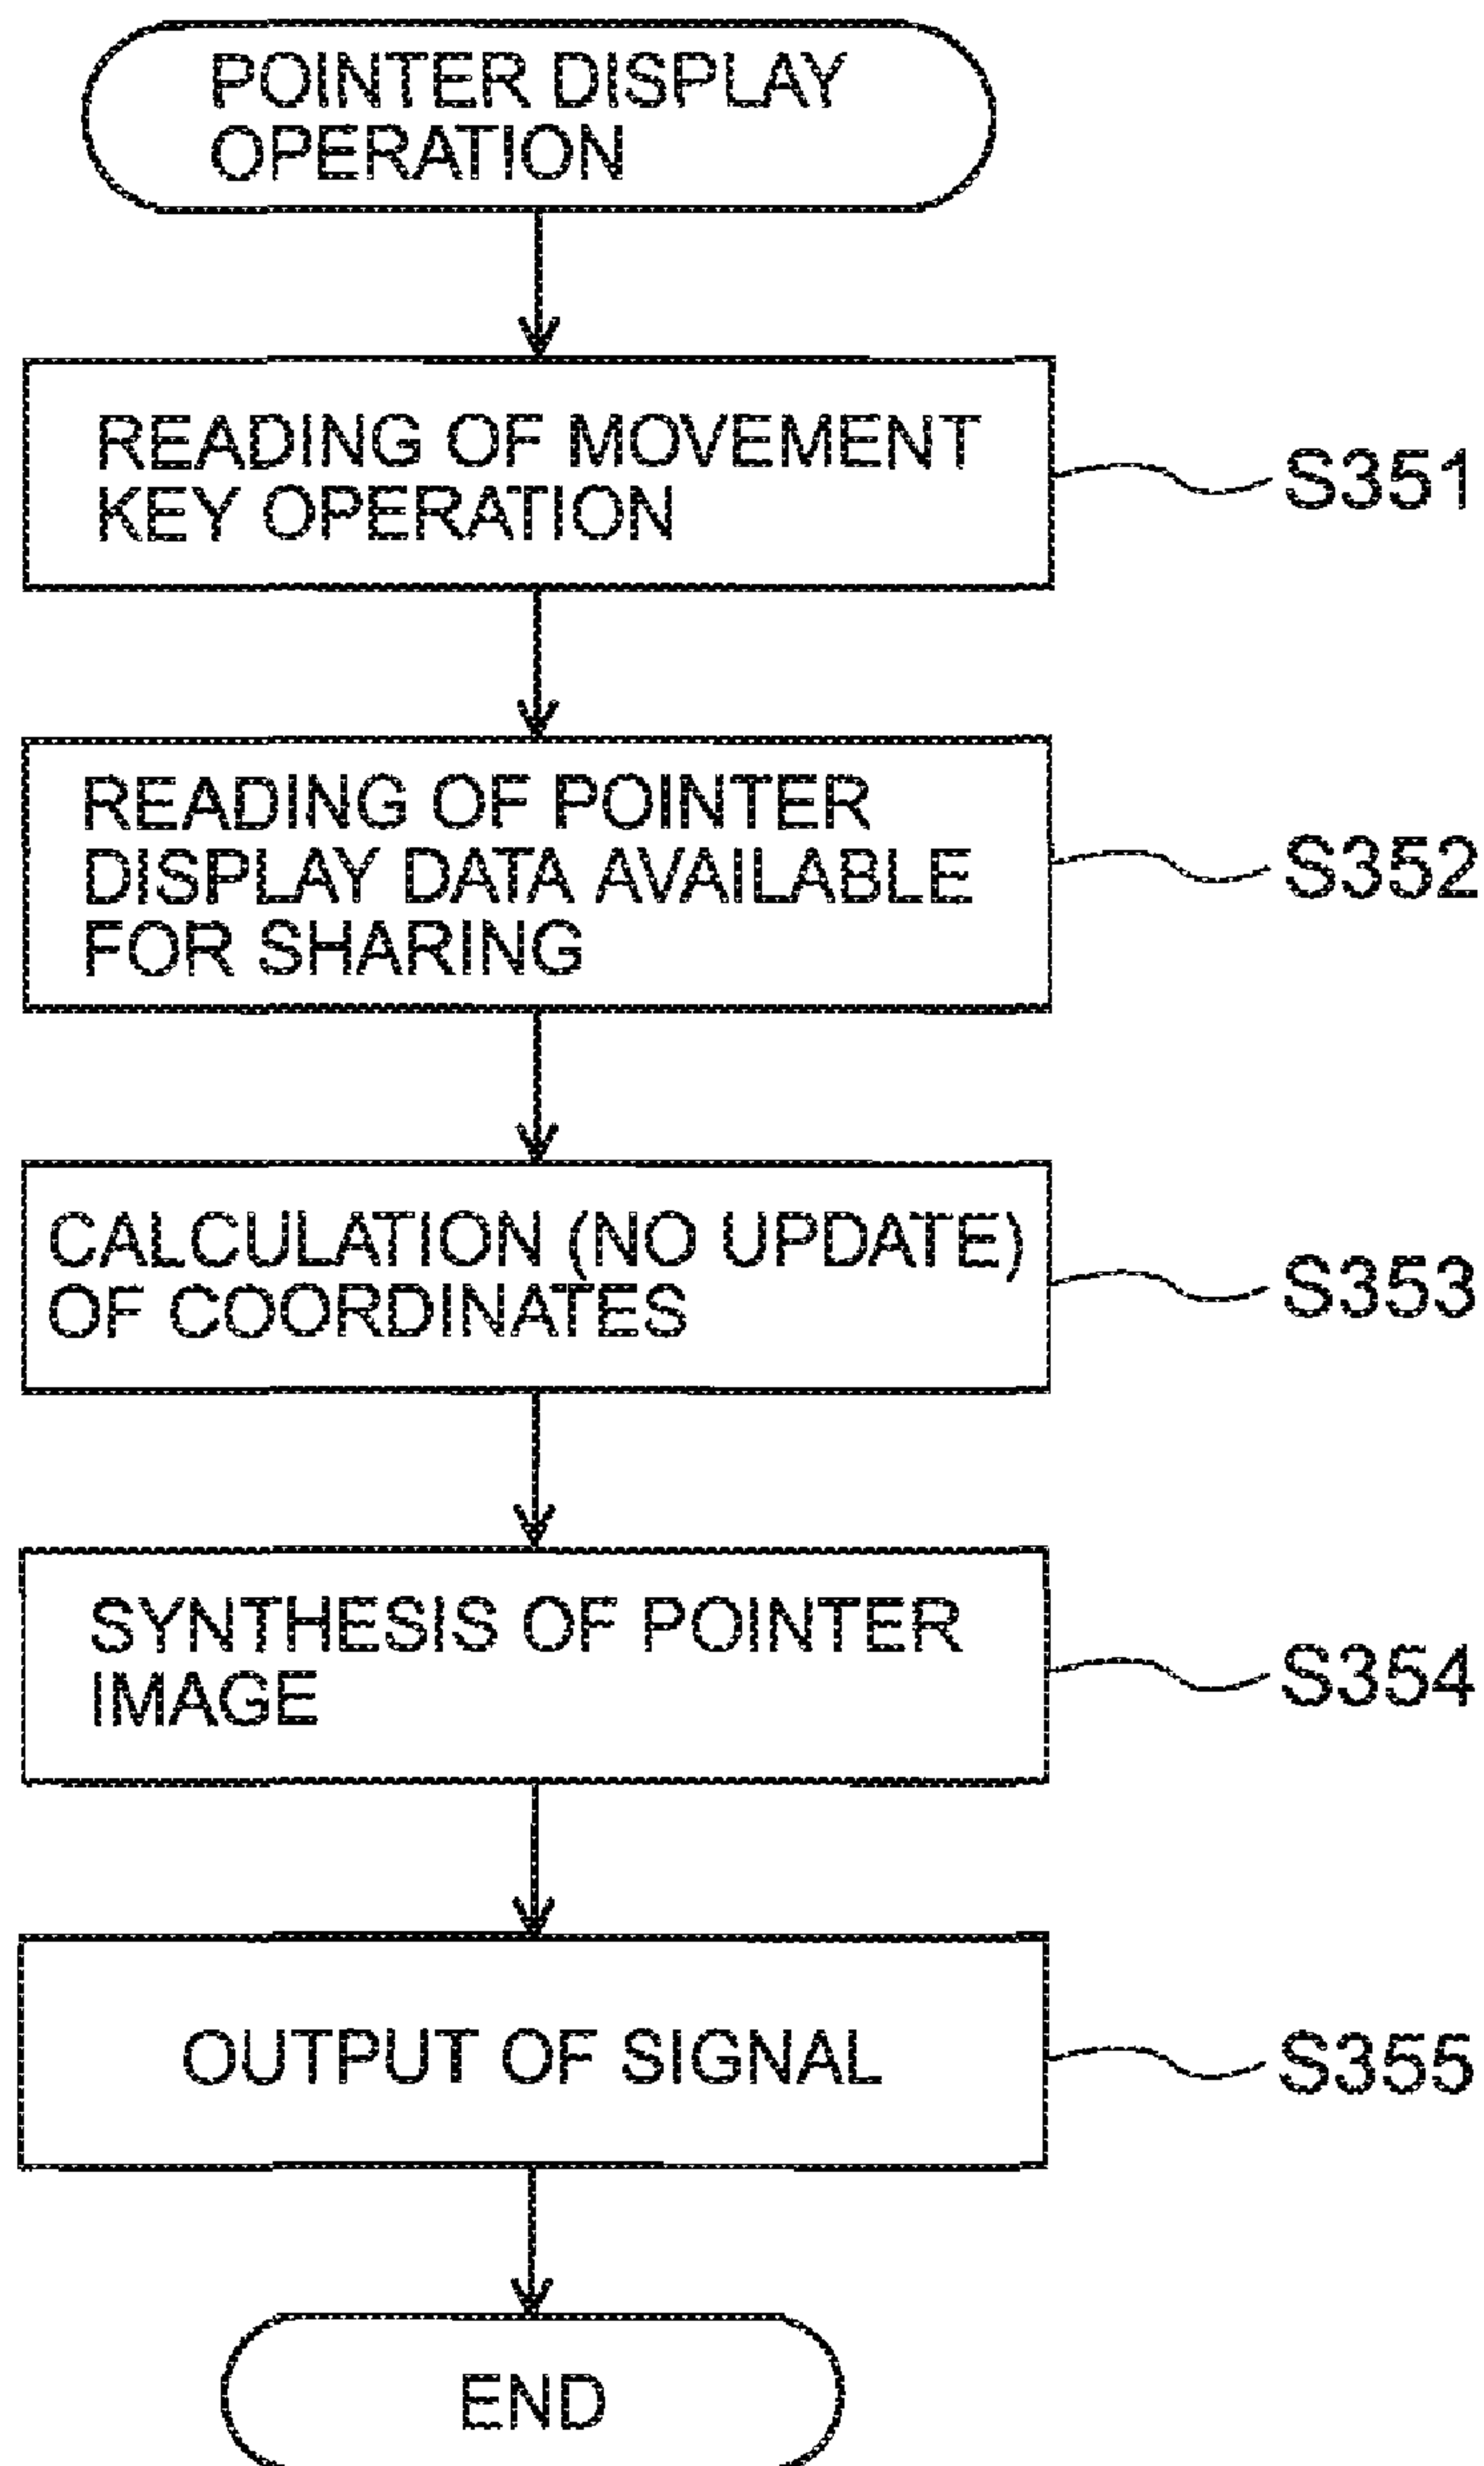 POINTER DISPLAY
OPERATION
READING OF MOVEMENT
KEY OPERATION
S351
READING OF POINTER
DISPLAY DATA AVAILABLE
FOR SHARING
S352
CALCULATION (NO UPDATE)
OF COORDINATES
S353
SYNTHESIS OF POINTER
IMAGE
S354
OUTPUT OF SIGNAL
S355
END